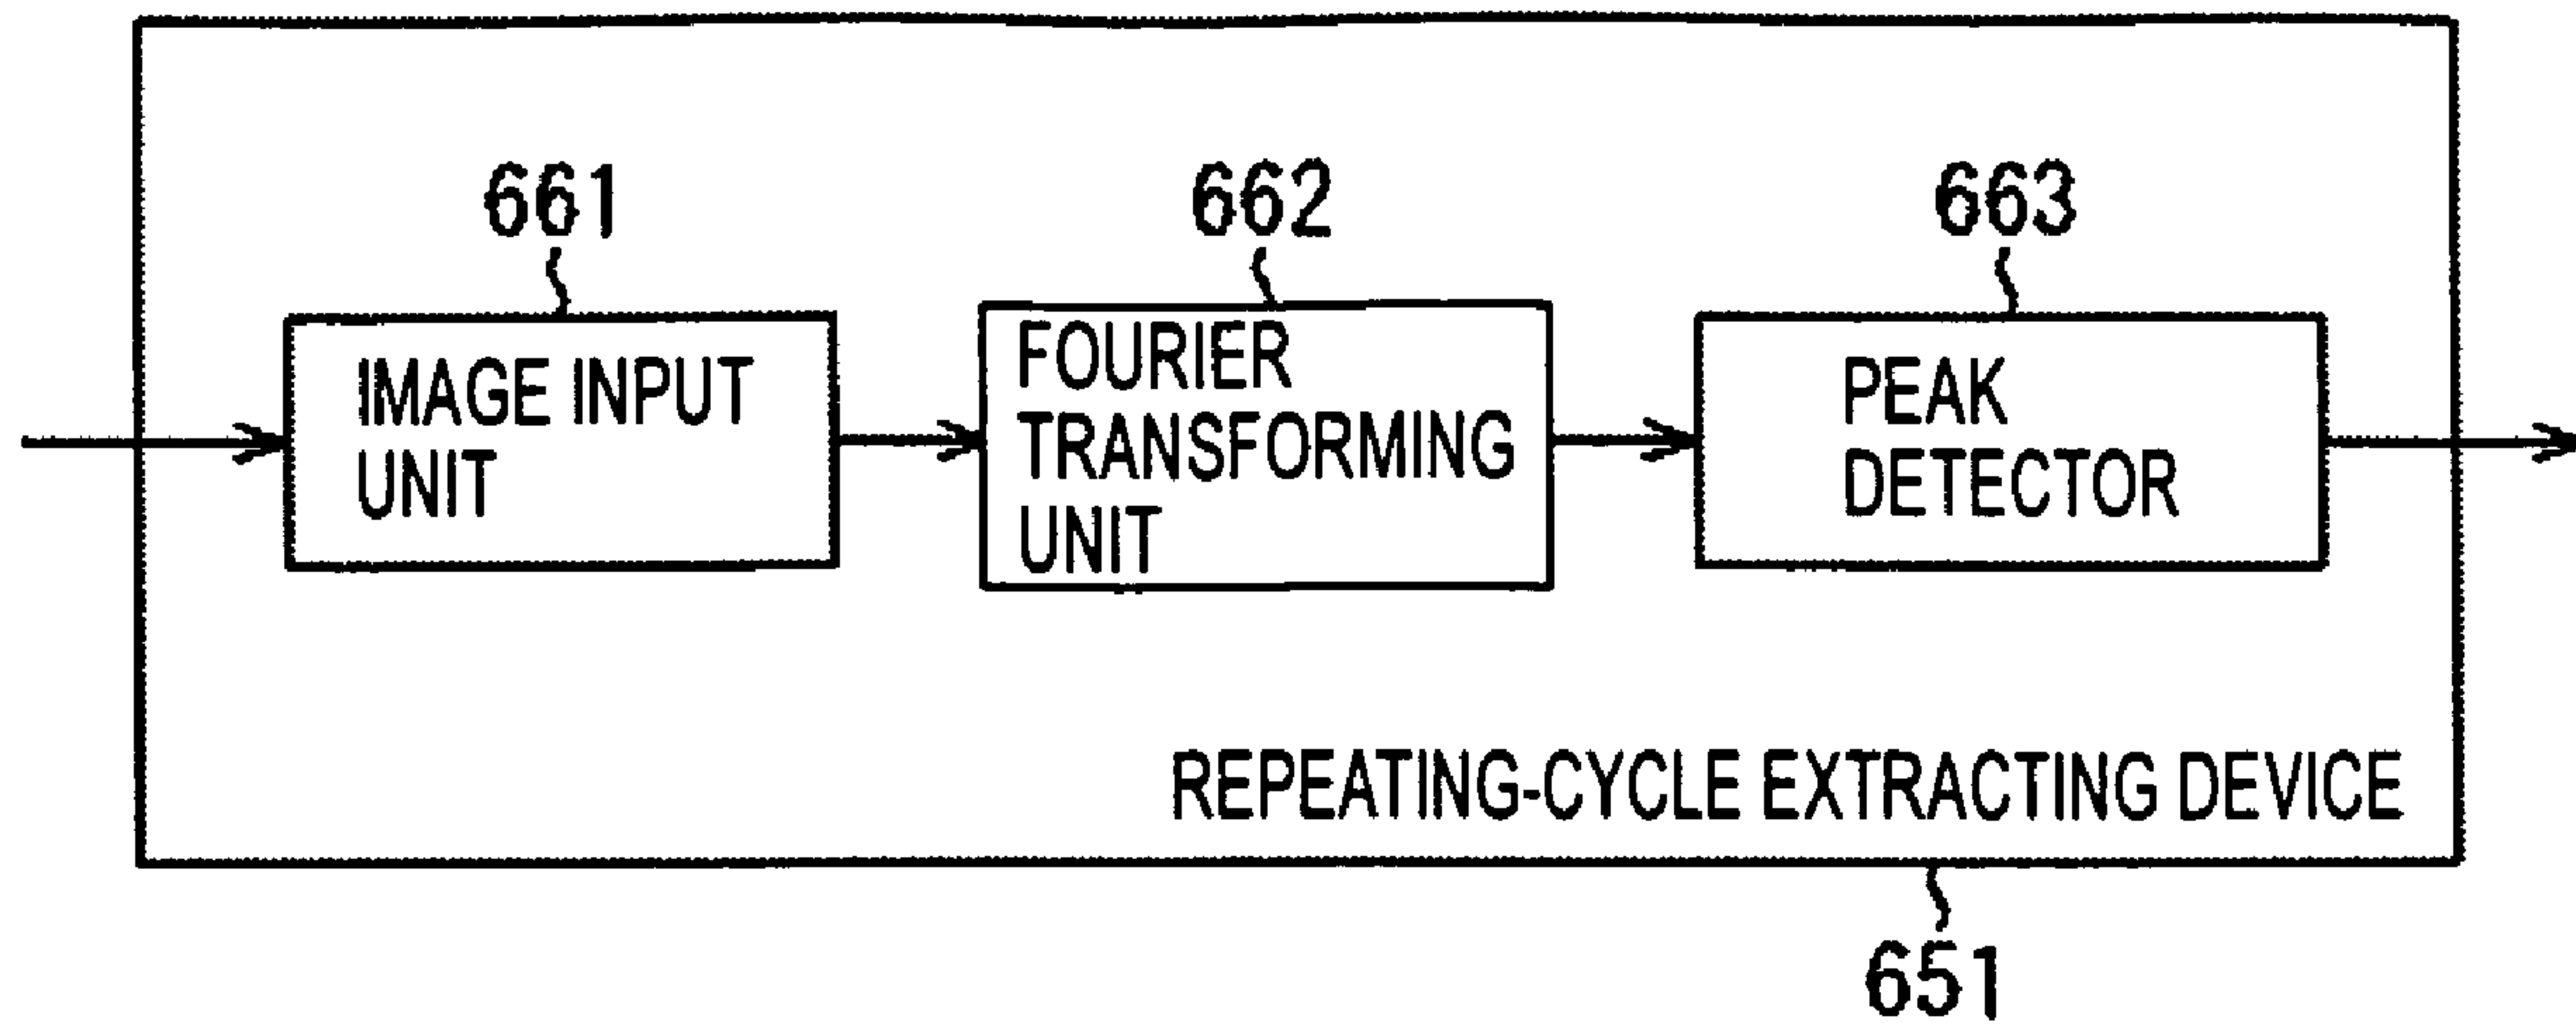 661
662
663
IMAGE INPUT
UNIT
FOURIER
TRANSFORMING
UNIT
PEAK
DETECTOR
REPEATING-CYCLE EXTRACTING DEVICE
651